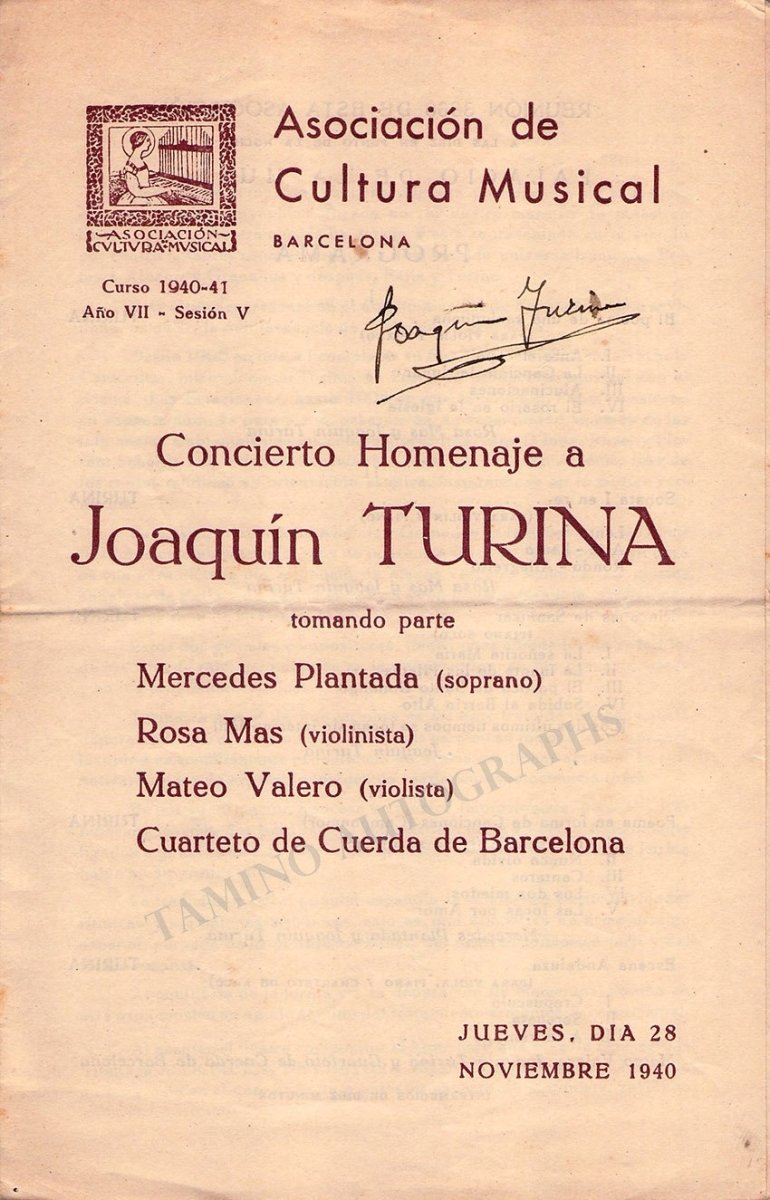 Asociación de
Cultura Musical
BARCELONA
ASOCIACIÓN
CVLTVRA MVSICAL
Curso 1940-41
Año VII - Sesión V
Joaquín Turina
Concierto Homenaje a
Joaquín TURINA
tomando parte
Mercedes Plantada (soprano)
Rosa Mas (violinista)
Mateo Valero (violista)
Cuarteto de Cuerda de Barcelona
TAMINO AUTOGRAPHS
JUEVES, DIA 28
NOVIEMBRE 1940